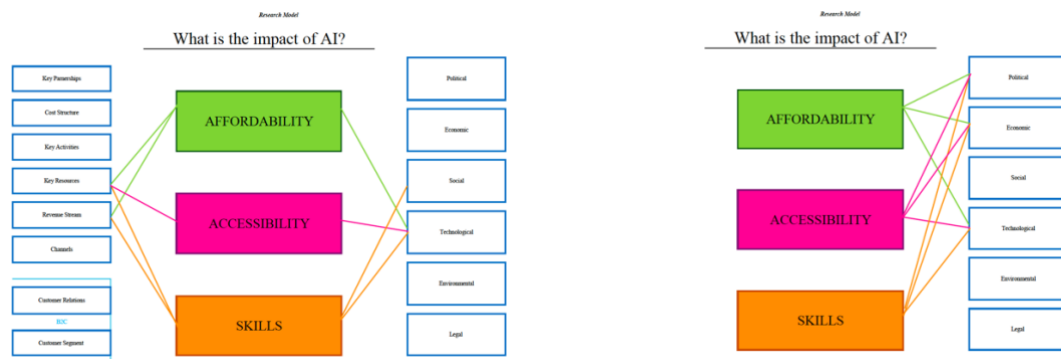 Research Model
What is the impact of AI?
Key Parnerships
Cost Structure
Key Activities
Key Resources
Revenue Stream
Channels
Customer Relations
Customer Segment
AFFORDABILITY
ACCESSIBILITY
SKILLS
Political
Economic
Social
Technological
Environmental
Legal
Research Model
What is the impact of AI?
AFFORDABILITY
ACCESSIBILITY
SKILLS
Political
Economic
Social
Technological
Environmental
Legal